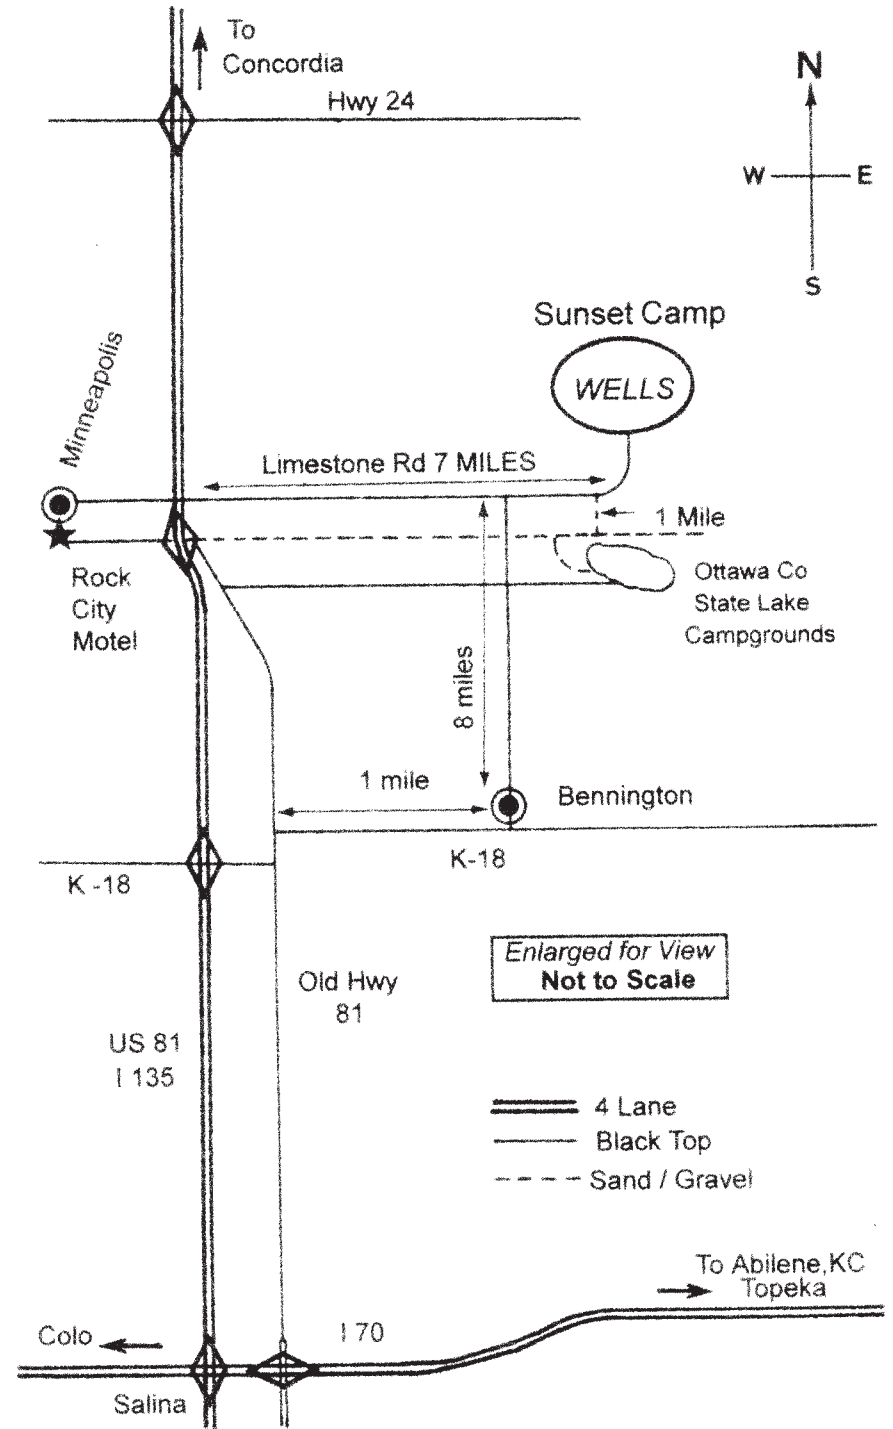 To
Concordia
Hwy 24
N
W
E
S
Sunset Camp
WELLS
Minneapolis
Limestone Rd 7 MILES
1 Mile
Rock
City
Motel
Ottawa Co
State Lake
Campgrounds
8 miles
1 mile
Bennington
K-18
K -18
Enlarged for View
Not to Scale
Old Hwy
81
US 81
I 135
4 Lane
Black Top
Sand / Gravel
To Abilene,KC
Topeka
Colo
I 70
Salina